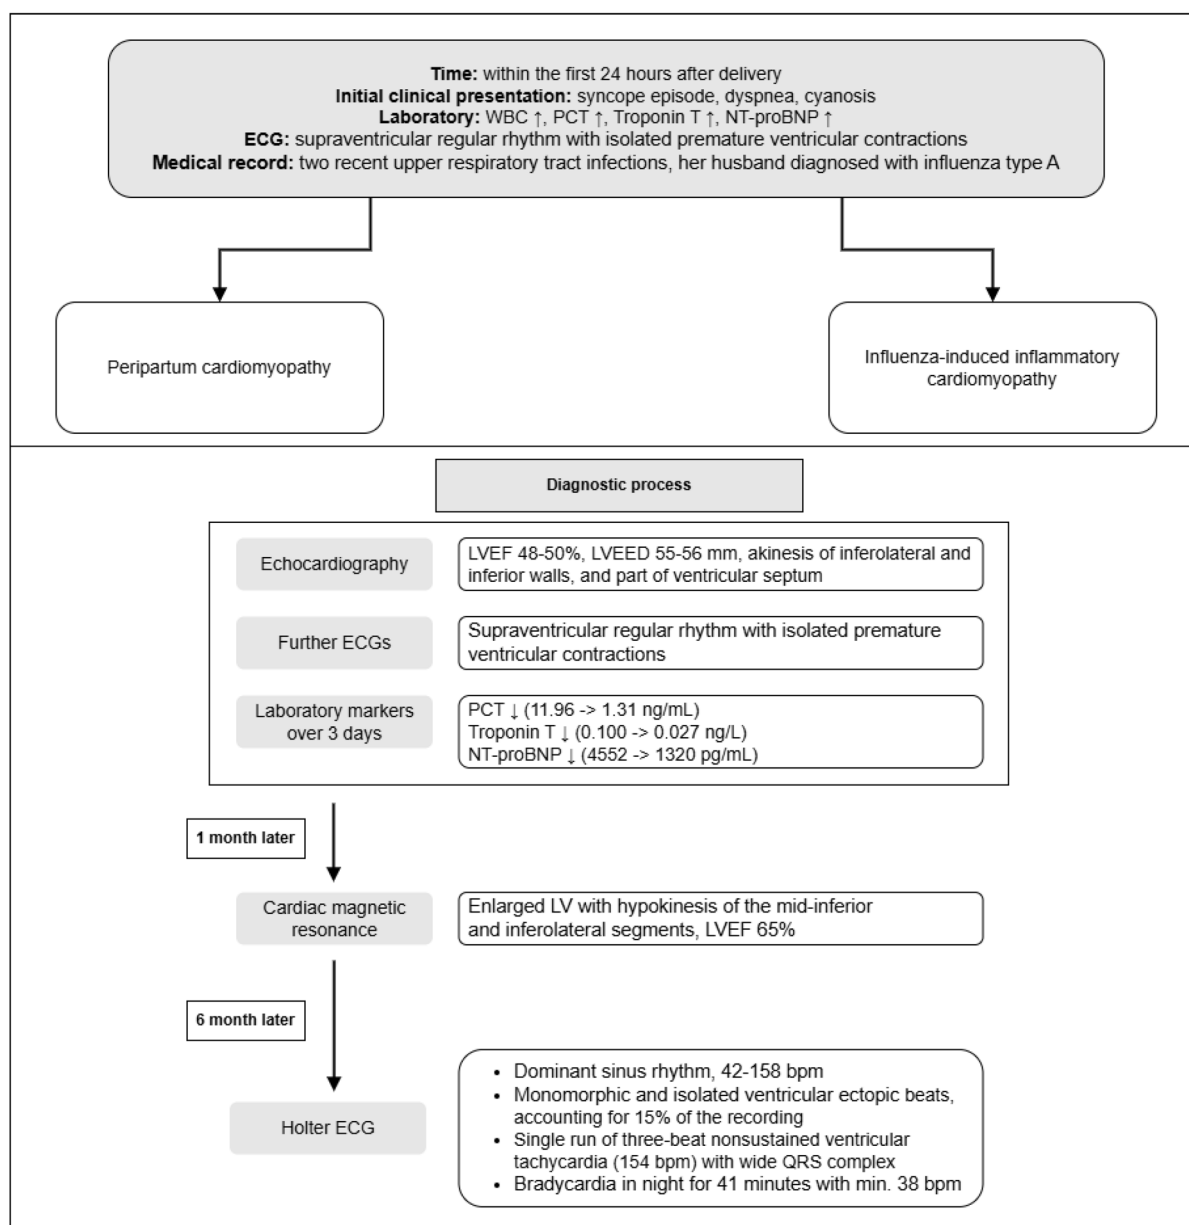 Time: within the first 24 hours after delivery
Initial clinical presentation: syncope episode, dyspnea, cyanosis
Laboratory: WBC ↑, PCT ↑, Troponin T ↑, NT-proBNP ↑
ECG: supraventricular regular rhythm with isolated premature ventricular contractions
Medical record: two recent upper respiratory tract infections, her husband diagnosed with influenza type A
Peripartum cardiomyopathy
Influenza-induced inflammatory
cardiomyopathy
Diagnostic process
Echocardiography
LVEF 48-50%, LVEED 55-56 mm, akinesis of inferolateral and
inferior walls, and part of ventricular septum
Further ECGs
Supraventricular regular rhythm with isolated premature
ventricular contractions
Laboratory markers
over 3 days
PCT ↓ (11.96 -> 1.31 ng/mL)
Troponin T ↓ (0.100 -> 0.027 ng/L)
NT-proBNP ↓ (4552 -> 1320 pg/mL)
1 month later
Cardiac magnetic
resonance
Enlarged LV with hypokinesis of the mid-inferior
and inferolateral segments, LVEF 65%
6 month later
Holter ECG
• Dominant sinus rhythm, 42-158 bpm
• Monomorphic and isolated ventricular ectopic beats,
accounting for 15% of the recording
• Single run of three-beat nonsustained ventricular
tachycardia (154 bpm) with wide QRS complex
• Bradycardia in night for 41 minutes with min. 38 bpm